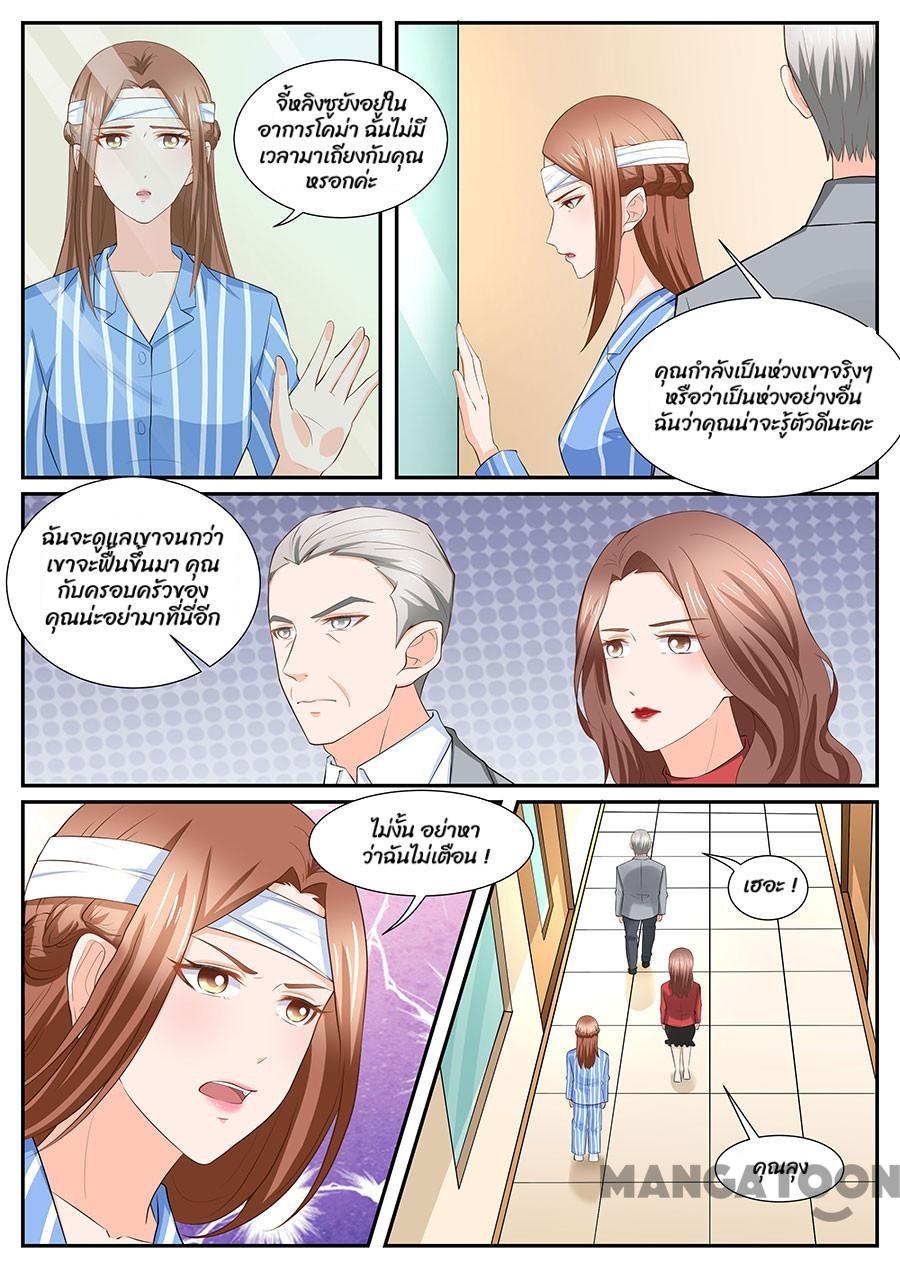 จี้หลิงซูยังอยู่ใน
อาการโคม่า ฉันไม่มี
เวลามาเถียงกับคุณ
หรอกค่ะ
คุณกำลังเป็นห่วงเขาจริงๆ
หรือว่าเป็นห่วงอย่างอื่น
ฉันว่าคุณน่าจะรู้ตัวดีนะคะ
ฉันจะดูแลเขาจนกว่า
เขาจะฟื้นขึ้นมา คุณ
กับครอบครัวของ
คุณน่ะอย่ามาที่นี่อีก
ไม่งั้น อย่าหา
ว่าฉันไม่เตือน !
เฮอะ !
คุณลุง
MANGATOON